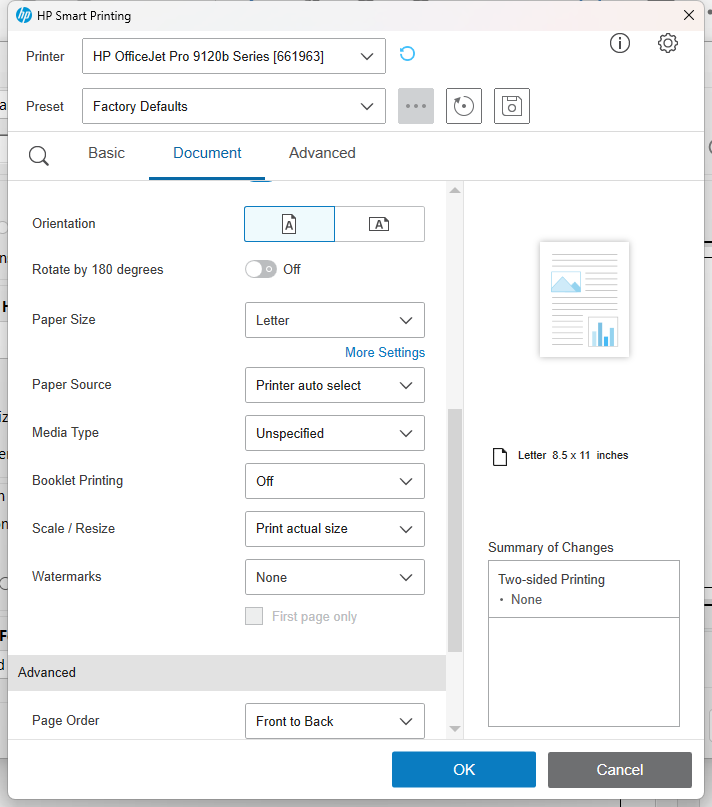 hp HP Smart Printing
Printer HP OfficeJet Pro 9120b Series [661963]
Preset Factory Defaults
Basic Document Advanced
Orientation A A
Rotate by 180 degrees Off
Paper Size Letter
More Settings
Paper Source Printer auto select
Media Type Unspecified
Booklet Printing Off
Scale / Resize Print actual size
Watermarks None
First page only
Advanced
Page Order Front to Back
Letter 8.5 x 11 inches
Summary of Changes
Two-sided Printing
• None
OK Cancel